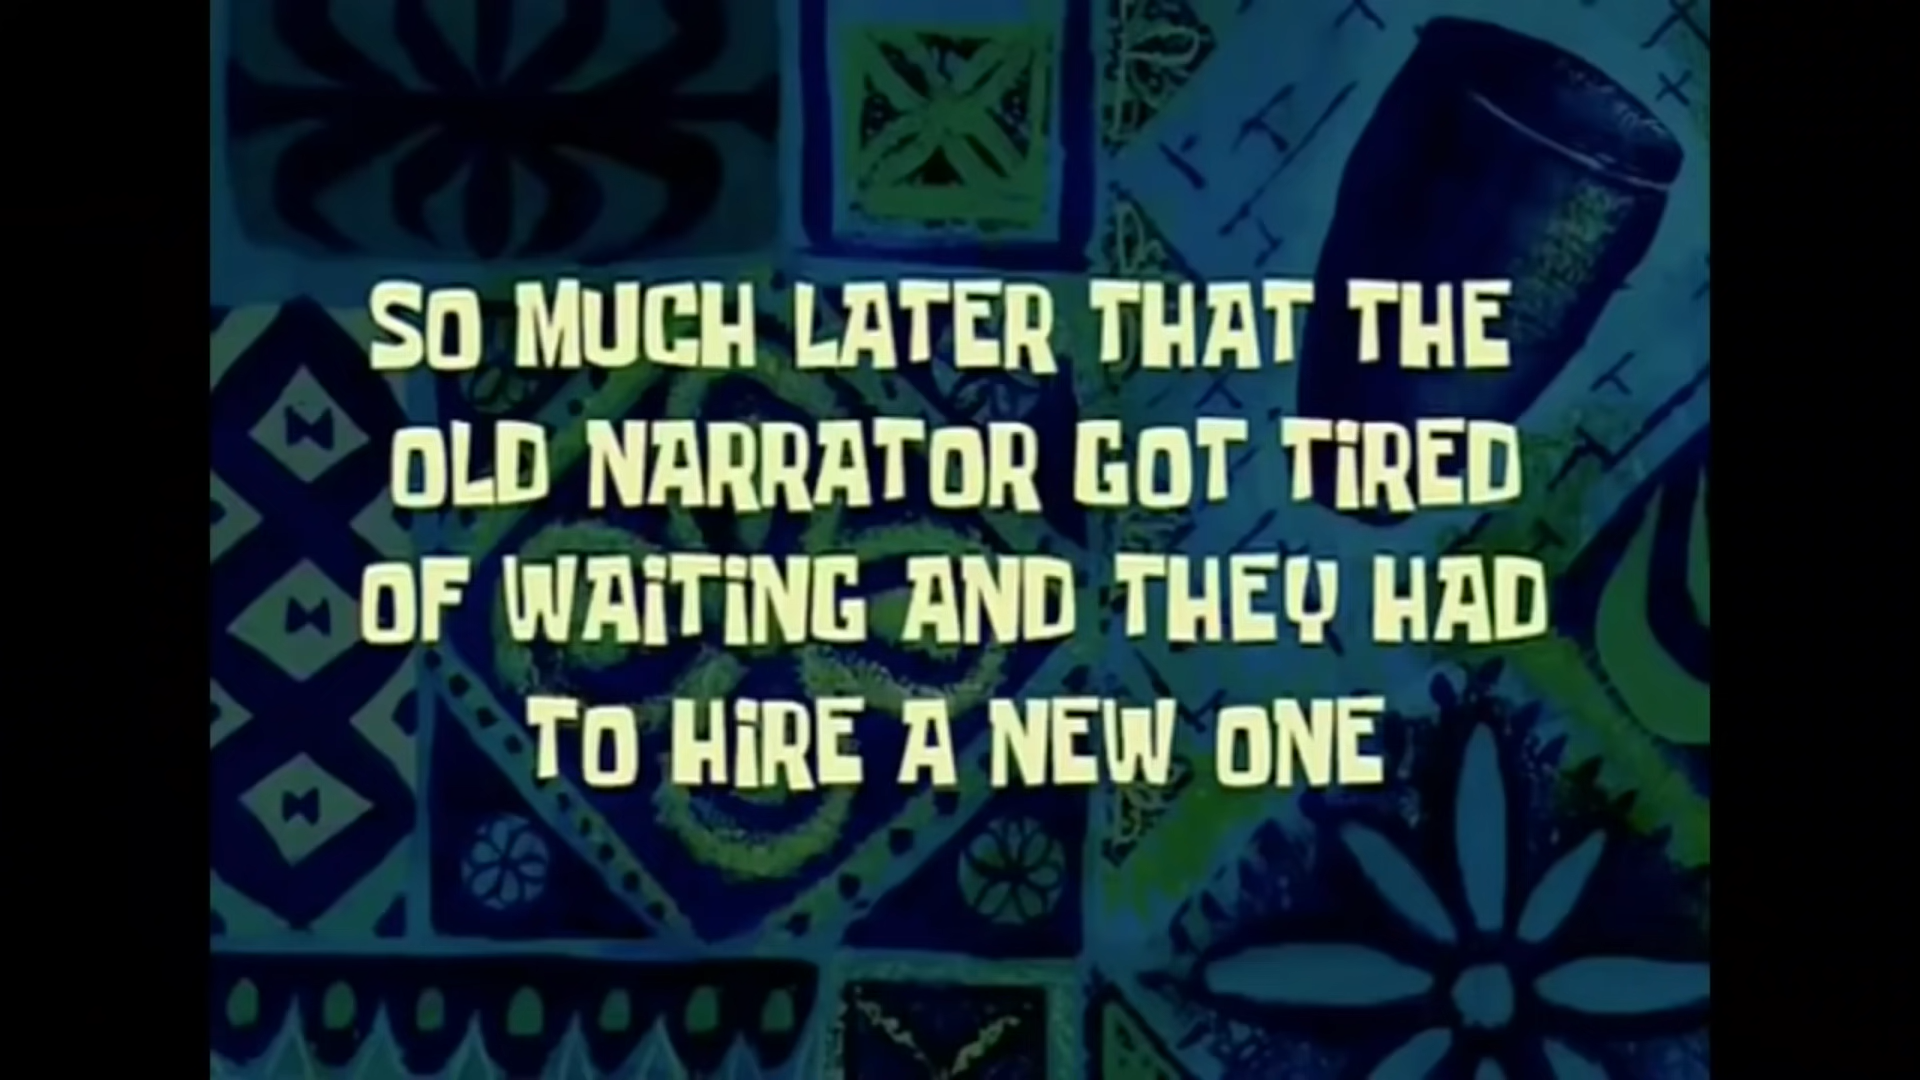 SO MUCH LATER THAT THE
OLD NARRATOR GOT TiRED
OF WAiTiNG AND THEY HAD
TO HiRE A NEW ONE